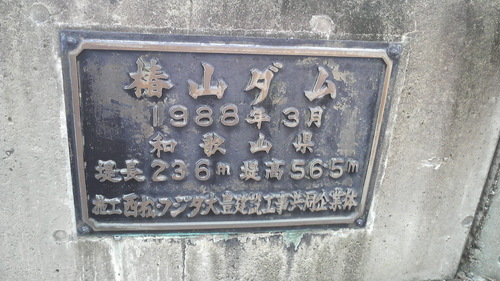 椿山ダム
1988年3月
和歌山県
堤長236m 堤高56.5m
施工 西松・フジタ・大豊建設工事共同企業体